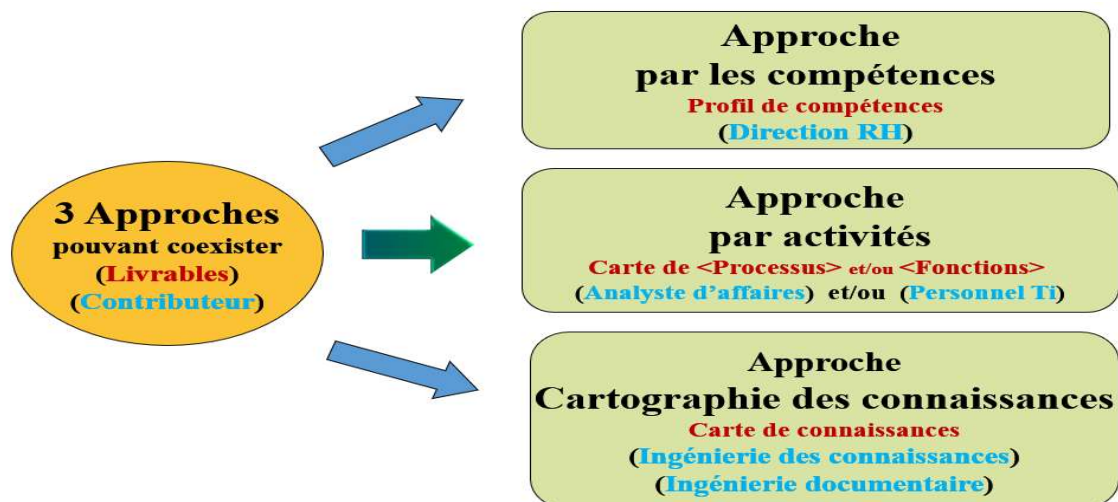 3 Approches
pouvant coexister
(Livrables)
(Contributeur)
Approche
par les compétences
Profil de compétences
(Direction RH)
Approche
par activités
Carte de <Processus> et/ou <Fonctions>
(Analyste d'affaires) et/ou (Personnel Ti)
Approche
Cartographie des connaissances
Carte de connaissances
(Ingénierie des connaissances)
(Ingénierie documentaire)